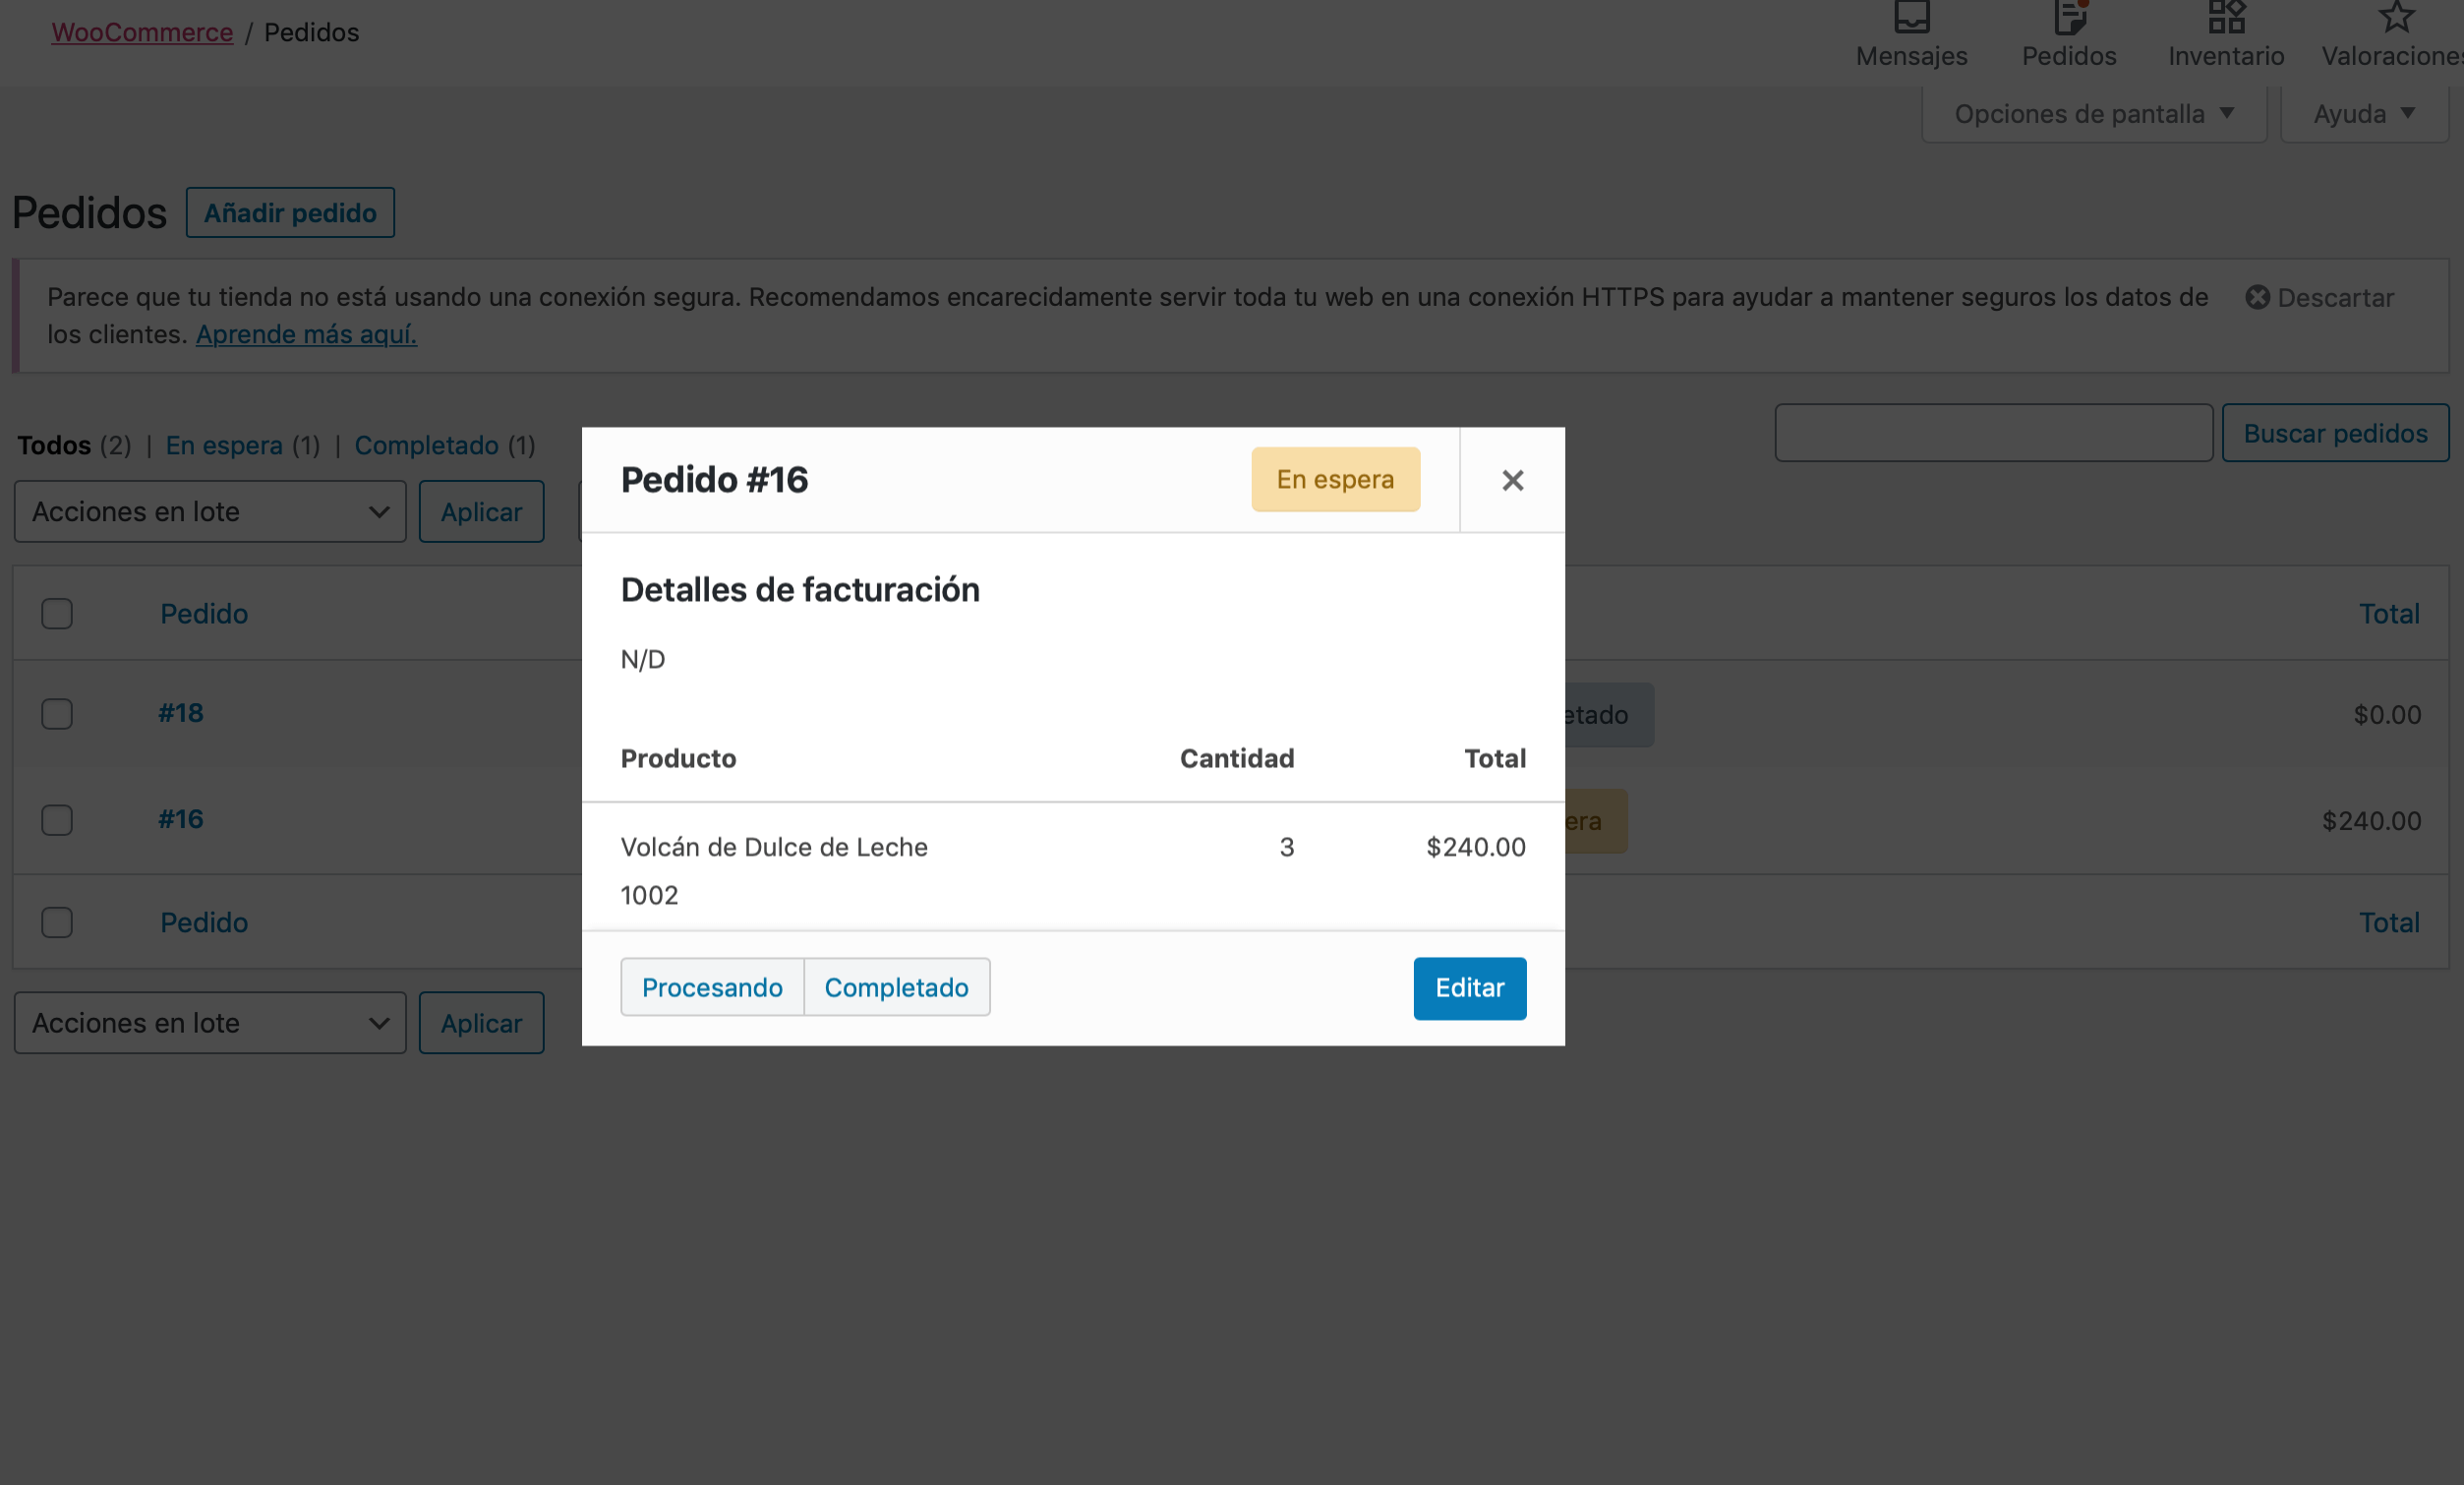 WooCommerce / Pedidos
Mensajes
Pedidos
Inventario
Valoracione
Opciones de pantalla
Ayuda
Pedidos
Añadir pedido
Parece que tu tienda no está usando una conexión segura. Recomendamos encarecidamente servir toda tu web en una conexión HTTPS para ayudar a mantener seguros los datos de
los clientes. Aprende más aquí.
Descartar
Todos (2) | En espera (1) | Completado (1)
Buscar pedidos
Acciones en lote
Aplicar
Pedido
Total
#18
etado
$0.00
#16
era
$240.00
Pedido
Total
Acciones en lote
Aplicar
Pedido #16
En espera
Detalles de facturación
N/D
Producto Cantidad Total
Volcán de Dulce de Leche 3 $240.00
1002
Procesando
Completado
Editar